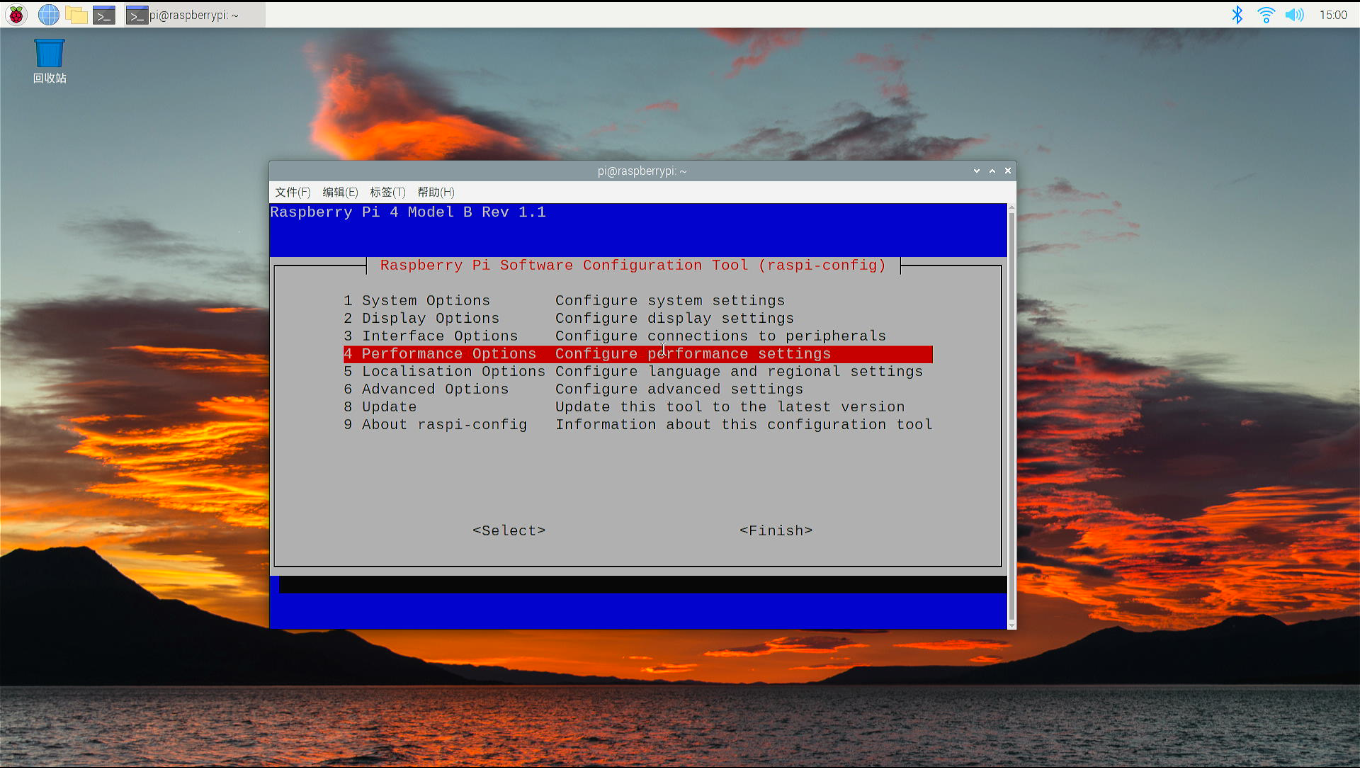 pi@raspberrypi: ~
15:00
回收站
pi@raspberrypi: ~
文件(F) 编辑(E) 标签(T) 帮助(H)
Raspberry Pi 4 Model B Rev 1.1
Raspberry Pi Software Configuration Tool (raspi-config)
1 System Options Configure system settings
2 Display Options Configure display settings
3 Interface Options Configure connections to peripherals
4 Performance Options Configure performance settings
5 Localisation Options Configure language and regional settings
6 Advanced Options Configure advanced settings
8 Update Update this tool to the latest version
9 About raspi-config Information about this configuration tool
<Select> <Finish>